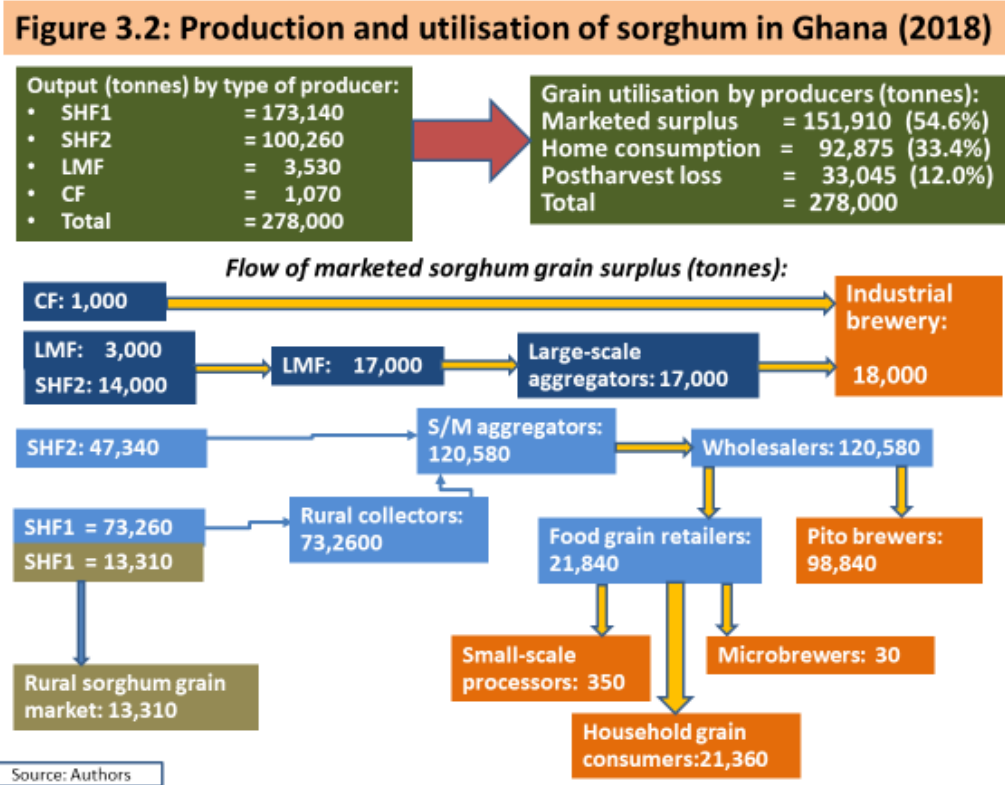 Figure 3.2: Production and utilisation of sorghum in Ghana (2018)
Output (tonnes) by type of producer:
• SHF1 = 173,140
• SHF2 = 100,260
• LMF = 3,530
• CF = 1,070
• Total = 278,000
Grain utilisation by producers (tonnes):
Marketed surplus = 151,910 (54.6%)
Home consumption = 92,875 (33.4%)
Postharvest loss = 33,045 (12.0%)
Total = 278,000
Flow of marketed sorghum grain surplus (tonnes):
CF: 1,000
Industrial
brewery:
18,000
LMF: 3,000
SHF2: 14,000
LMF: 17,000
Large-scale
aggregators: 17,000
SHF2: 47,340
S/M aggregators:
120,580
Wholesalers: 120,580
SHF1 = 73,260
SHF1 = 13,310
Rural collectors:
73,2600
Food grain retailers:
21,840
Pito brewers:
98,840
Small-scale
processors: 350
Microbrewers: 30
Rural sorghum grain
market: 13,310
Household grain
consumers:21,360
Source: Authors